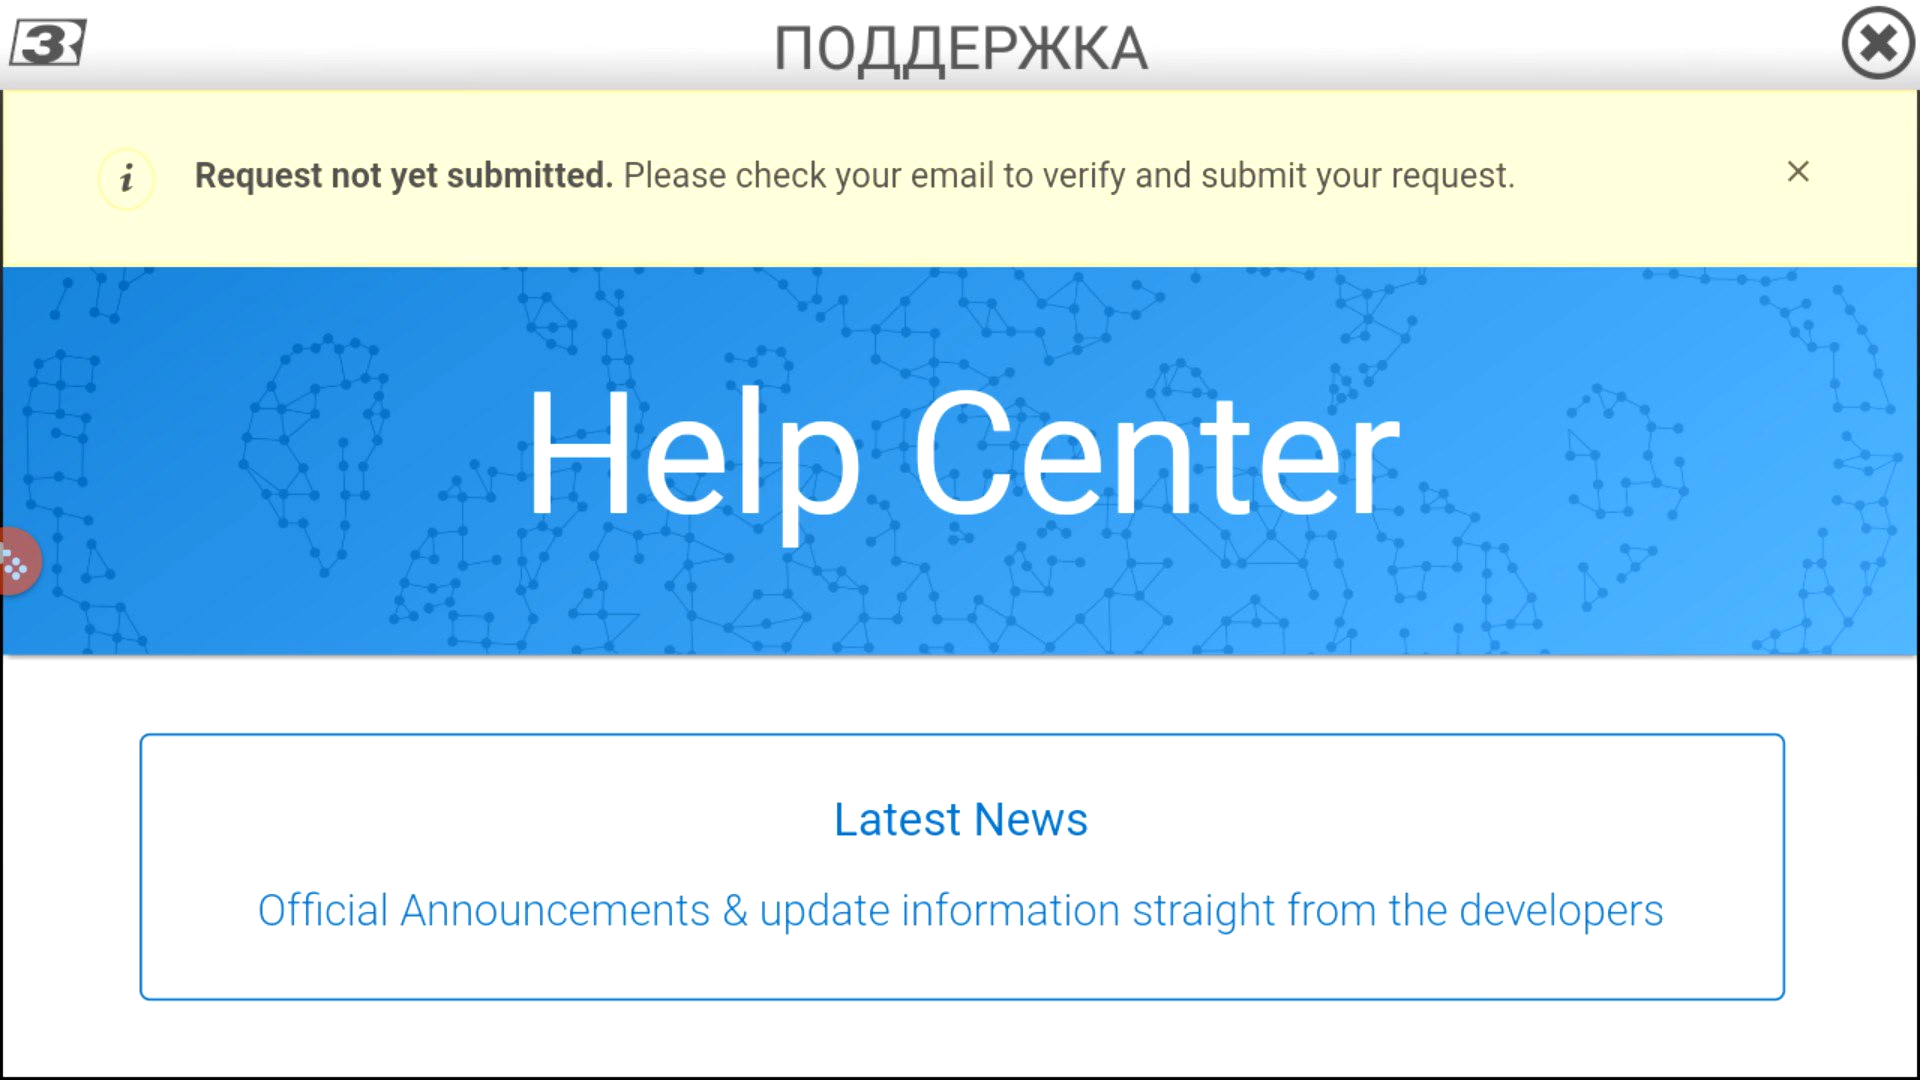 ПОДДЕРЖКА
Request not yet submitted. Please check your email to verify and submit your request.
Help Center
Latest News
Official Announcements & update information straight from the developers